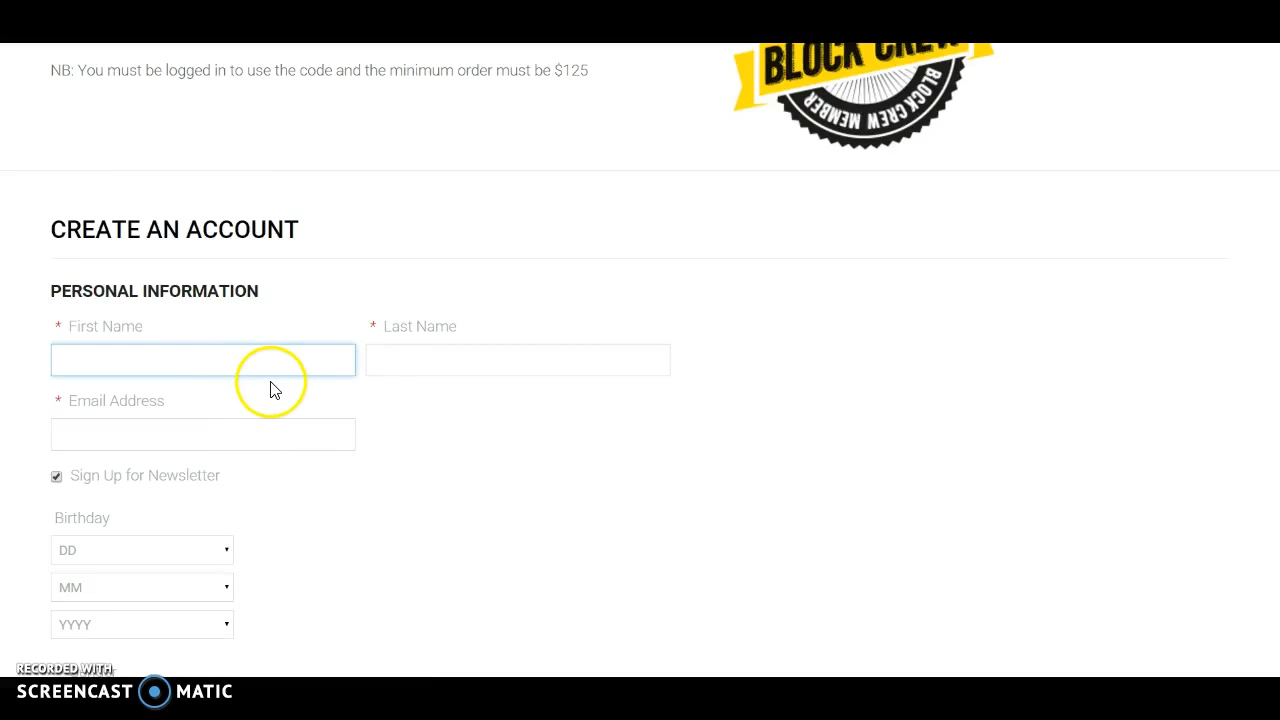 NB: You must be logged in to use the code and the minimum order must be $125
BLOCK CREW
BLOCK CREW MEMBER
CREATE AN ACCOUNT
PERSONAL INFORMATION
* First Name * Last Name
* Email Address
Sign Up for Newsletter
Birthday
DD
MM
YYYY
RECORDED WITH
SCREENCAST MATIC